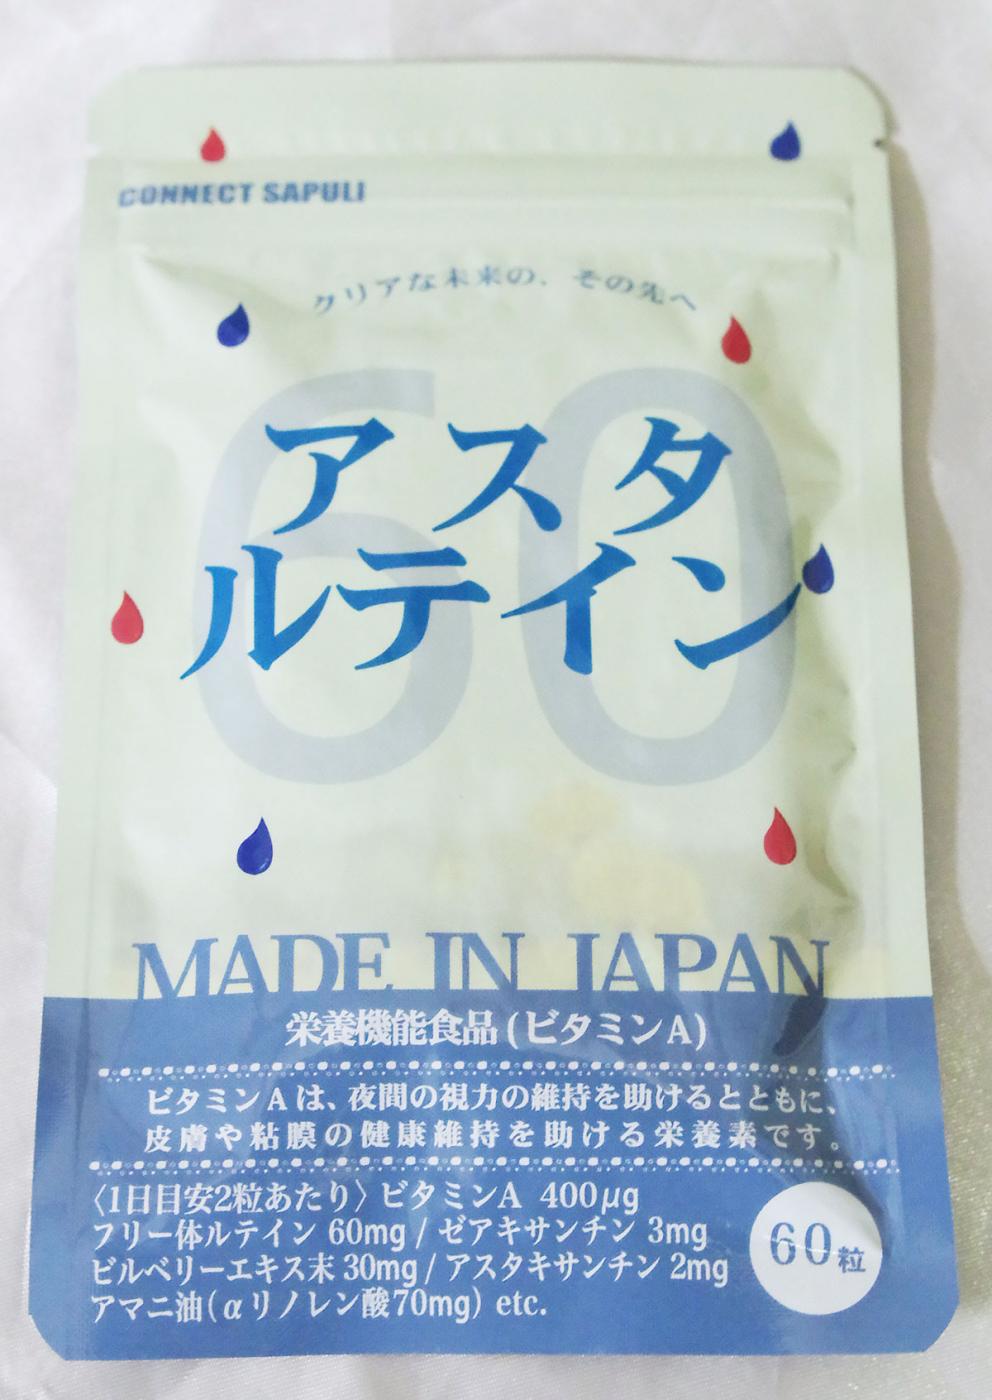 CONNECT SAPULI
クリアな未来の、その先へ
60
アスタ
ルテイン
MADE IN JAPAN
栄養機能食品(ビタミンA)
ビタミンAは、夜間の視力の維持を助けるとともに、
皮膚や粘膜の健康維持を助ける栄養素です。
〈1日目安2粒あたり〉ビタミンA 400μg
フリー体ルテイン 60mg / ゼアキサンチン 3mg
ビルベリーエキス末 30mg / アスタキサンチン 2mg
アマニ油(αリノレン酸70mg) etc.
60粒